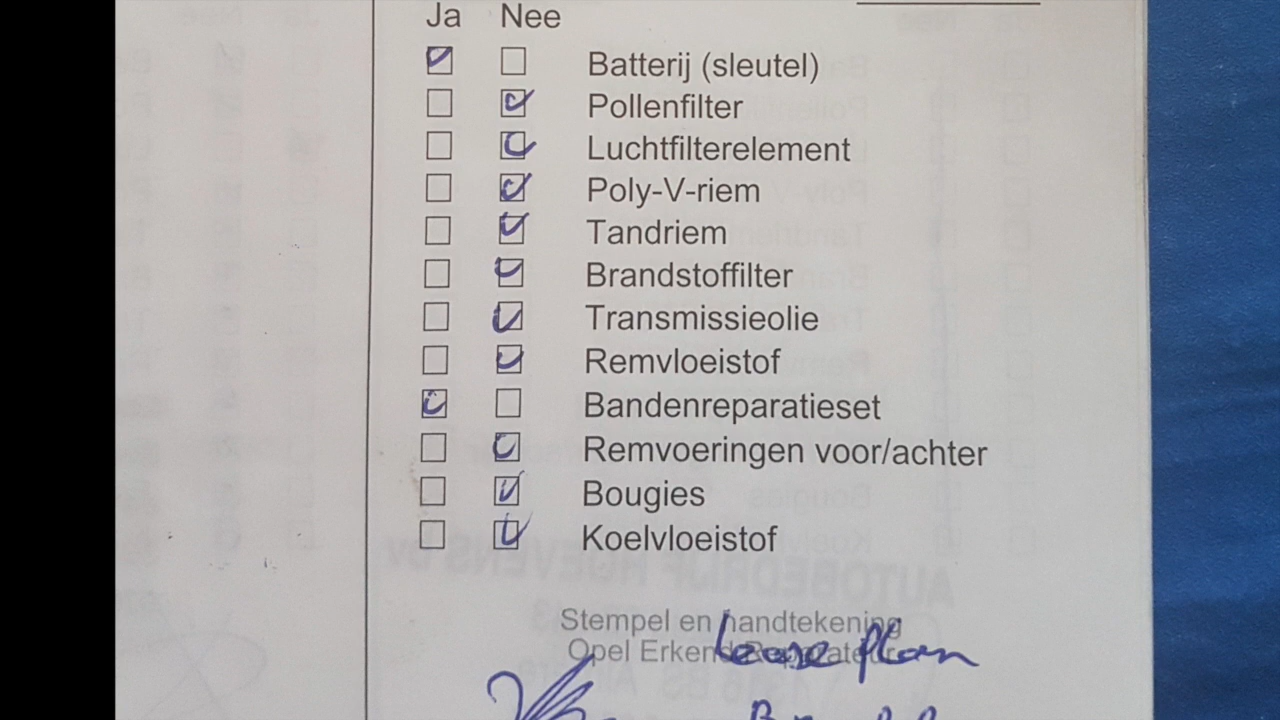 Ja Nee
Batterij (sleutel)
Pollenfilter
Luchtfilterelement
Poly-V-riem
Tandriem
Brandstoffilter
Transmissieolie
Remvloeistof
Bandenreparatieset
Remvoeringen voor/achter
Bougies
Koelvloeistof
Stempel en handtekening
Opel Erkend Reparateur
Lease plan